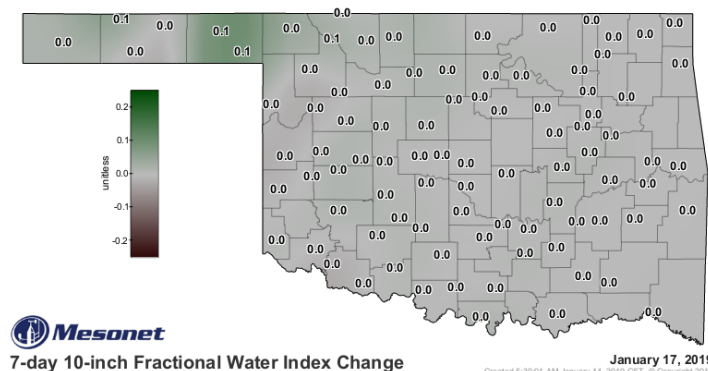 0.0
0.1 0.0 0.0 0.0
0.0 0.1 0.0 0.0 0.0 0.0 0.0 0.0
0.0 0.1 0.1 0.0 0.0 0.0
0.0 0.0 0.0 0.0 0.0
0.0 0.0 0.0 0.0
0.0 0.0 0.0 0.0 0.0
0.0 0.0 0.0 0.0 0.0
0.0 0.0 0.0 0.0 0.0
0.0 0.0 0.0 0.0 0.0 0.0 0.0 0.0
0.0 0.0 0.0 0.0 0.0 0.0
0.0 0.0 0.0 0.0 0.0
0.0 0.0 0.0 0.0 0.0 0.0 0.0
0.0 0.0 0.0 0.0 0.0 0.0
0.0 0.0 0.0 0.0 0.0
0.0 0.0 0.0 0.0
0.0 0.0 0.0 0.0 0.0 0.0
0.0 0.0 0.0 0.0
0.2
0.1
0.0
-0.1
-0.2
unitless
Mesonet
7-day 10-inch Fractional Water Index Change
January 17, 2019